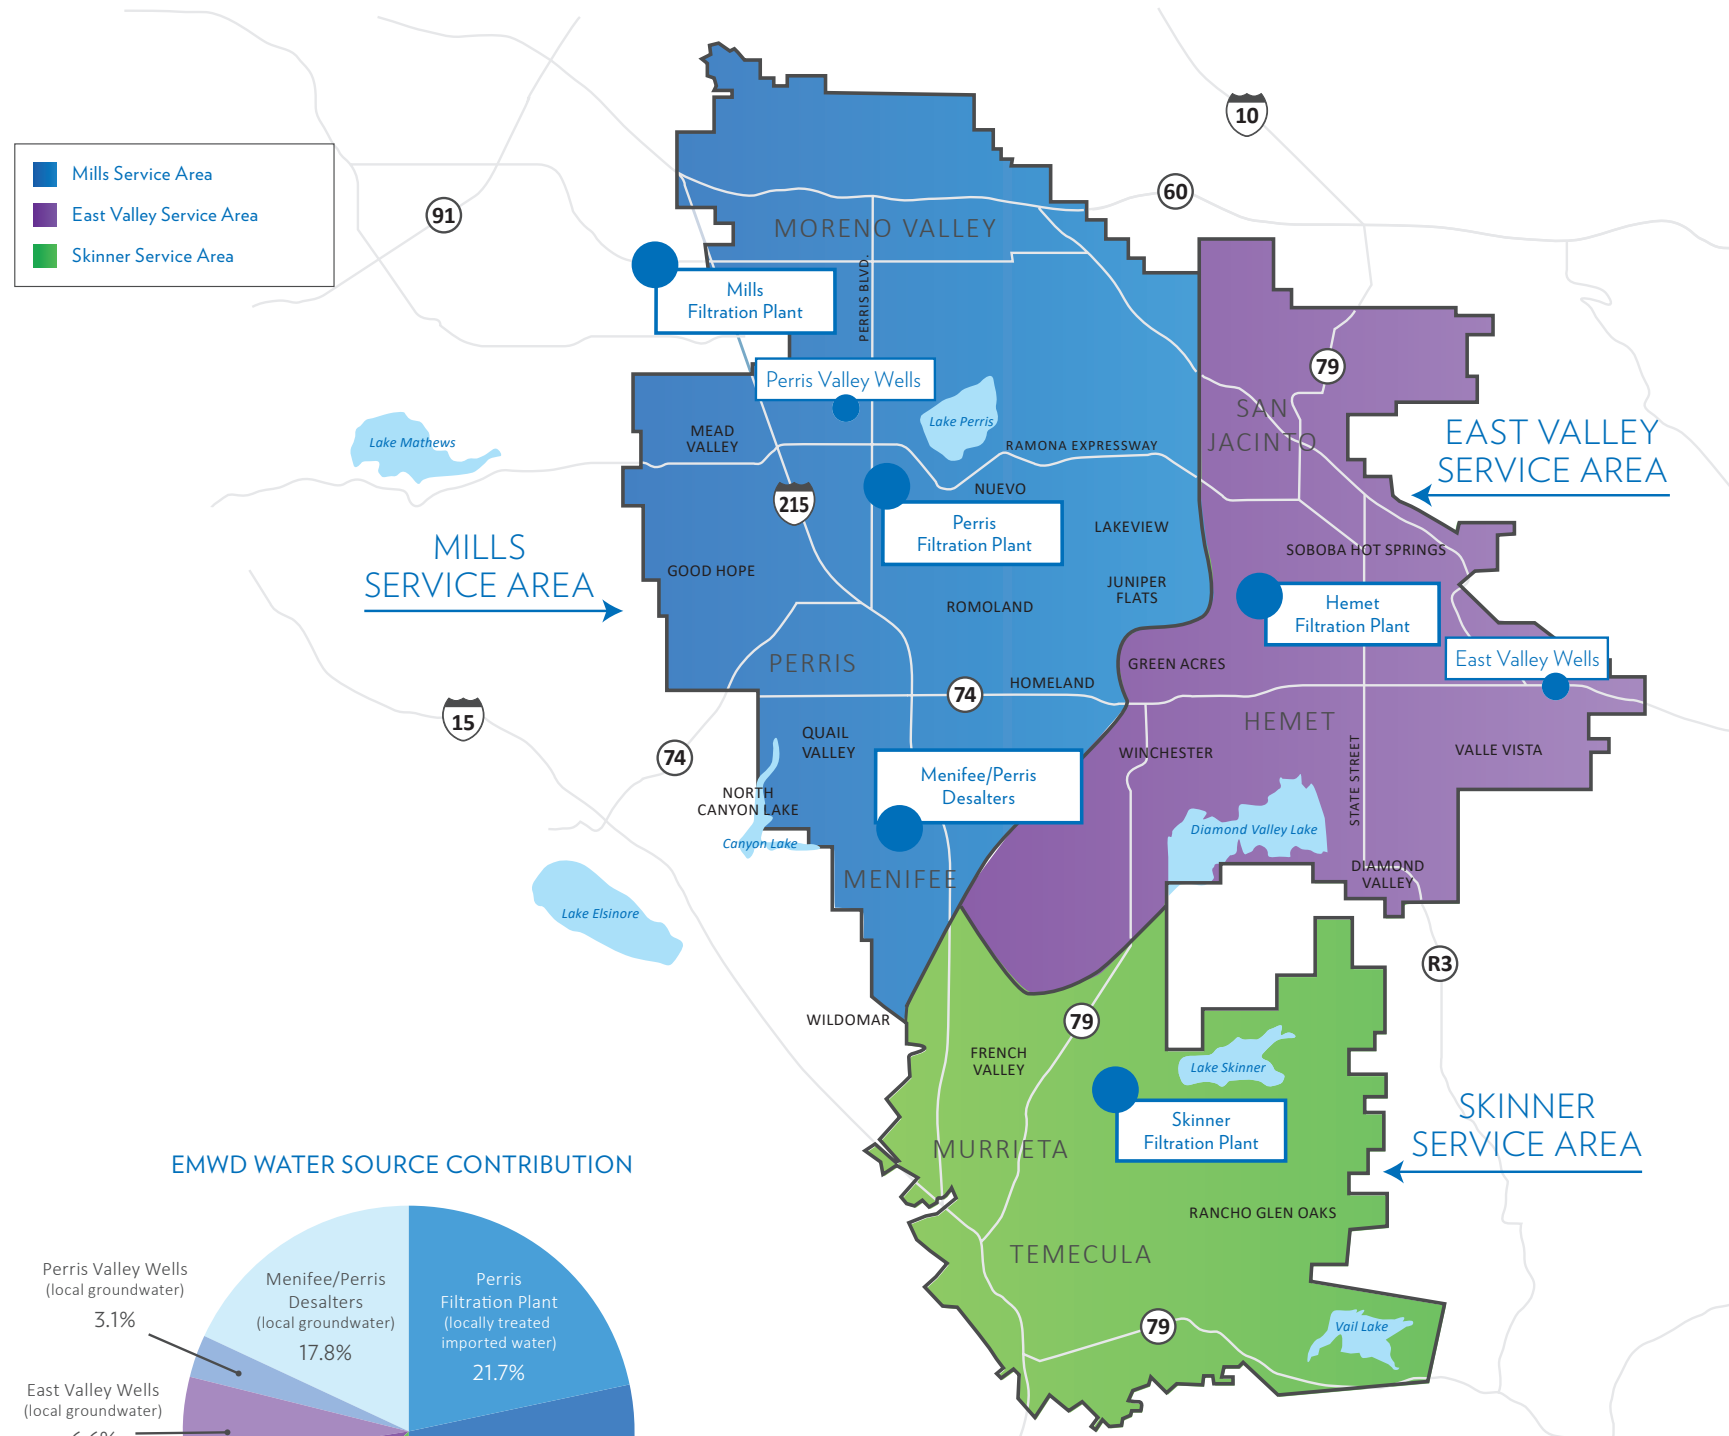 10
60
91
Mills Service Area
East Valley Service Area
Skinner Service Area
MORENO VALLEY
PERRIS BLVD.
Mills
Filtration Plant
79
Perris Valley Wells
SAN
JACINTO
Lake Perris
Lake Mathews
MEAD
VALLEY
RAMONA EXPRESSWAY
EAST VALLEY
SERVICE AREA
215
NUEVO
Perris
Filtration Plant
LAKEVIEW
SOBOBA HOT SPRINGS
MILLS
SERVICE AREA
GOOD HOPE
JUNIPER
FLATS
ROMOLAND
Hemet
Filtration Plant
East Valley Wells
PERRIS
GREEN ACRES
HOMELAND
74
15
HEMET
QUAIL
VALLEY
WINCHESTER
STATE STREET
VALLE VISTA
74
Menifee/Perris
Desalters
NORTH
CANYON LAKE
Canyon Lake
Diamond Valley Lake
DIAMOND
VALLEY
MENIFEE
Lake Elsinore
R3
WILDOMAR
79
FRENCH
VALLEY
Lake Skinner
Skinner
Filtration Plant
SKINNER
SERVICE AREA
MURRIETA
RANCHO GLEN OAKS
TEMECULA
79
Vail Lake
EMWD WATER SOURCE CONTRIBUTION
Perris Valley Wells
(local groundwater)
3.1%
Menifee/Perris
Desalters
(local groundwater)
17.8%
Perris
Filtration Plant
(locally treated
imported water)
21.7%
East Valley Wells
(local groundwater)